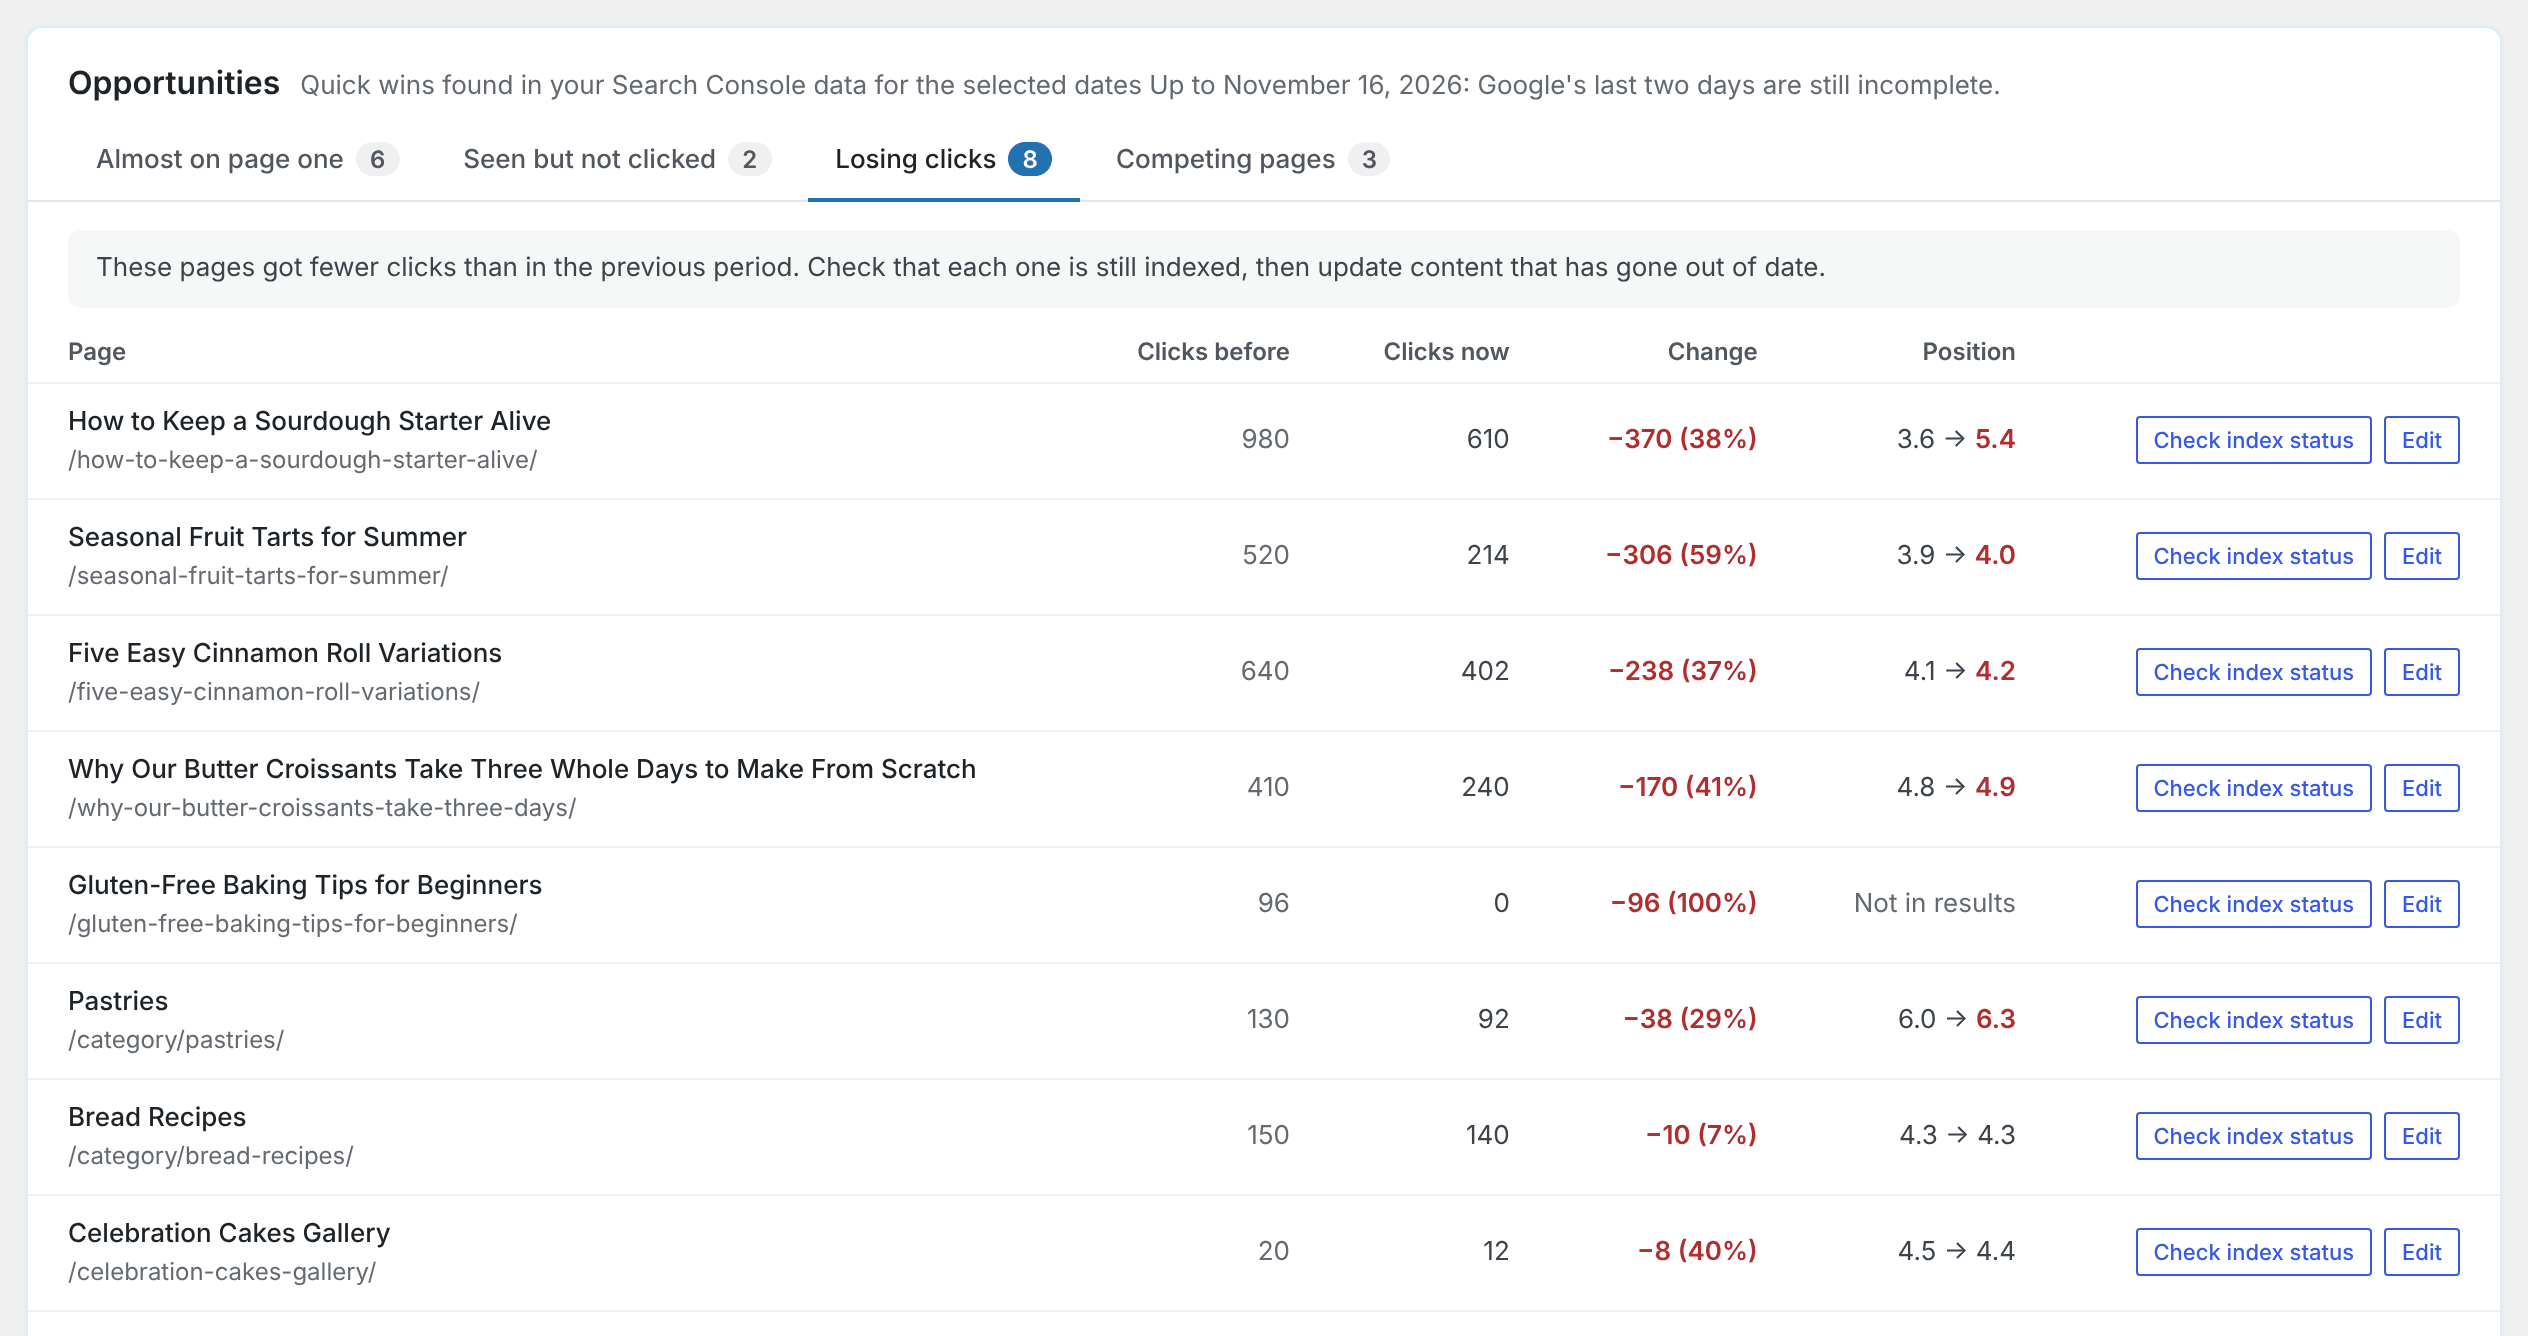 Opportunities Quick wins found in your Search Console data for the selected dates Up to November 16, 2026: Google's last two days are still incomplete.
Almost on page one 6 Seen but not clicked 2 Losing clicks 8 Competing pages 3
These pages got fewer clicks than in the previous period. Check that each one is still indexed, then update content that has gone out of date.
Page Clicks before Clicks now Change Position
How to Keep a Sourdough Starter Alive
/how-to-keep-a-sourdough-starter-alive/
980 610 −370 (38%) 3.6 → 5.4 Check index status Edit
Seasonal Fruit Tarts for Summer
/seasonal-fruit-tarts-for-summer/
520 214 −306 (59%) 3.9 → 4.0 Check index status Edit
Five Easy Cinnamon Roll Variations
/five-easy-cinnamon-roll-variations/
640 402 −238 (37%) 4.1 → 4.2 Check index status Edit
Why Our Butter Croissants Take Three Whole Days to Make From Scratch
/why-our-butter-croissants-take-three-days/
410 240 −170 (41%) 4.8 → 4.9 Check index status Edit
Gluten-Free Baking Tips for Beginners
/gluten-free-baking-tips-for-beginners/
96 0 −96 (100%) Not in results Check index status Edit
Pastries
/category/pastries/
130 92 −38 (29%) 6.0 → 6.3 Check index status Edit
Bread Recipes
/category/bread-recipes/
150 140 −10 (7%) 4.3 → 4.3 Check index status Edit
Celebration Cakes Gallery
/celebration-cakes-gallery/
20 12 −8 (40%) 4.5 → 4.4 Check index status Edit